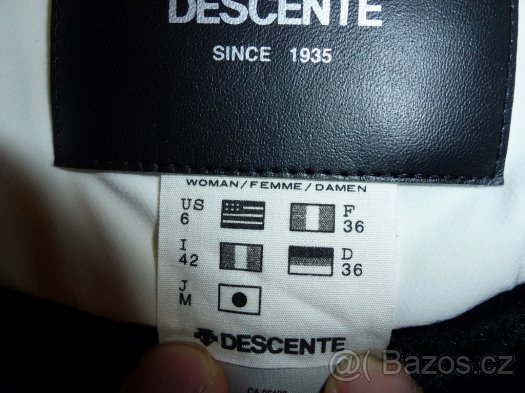 DESCENTE
SINCE 1935
WOMAN/FEMME/DAMEN
US 6 F 36
I 42 D 36
J M
DESCENTE
Bazos.cz